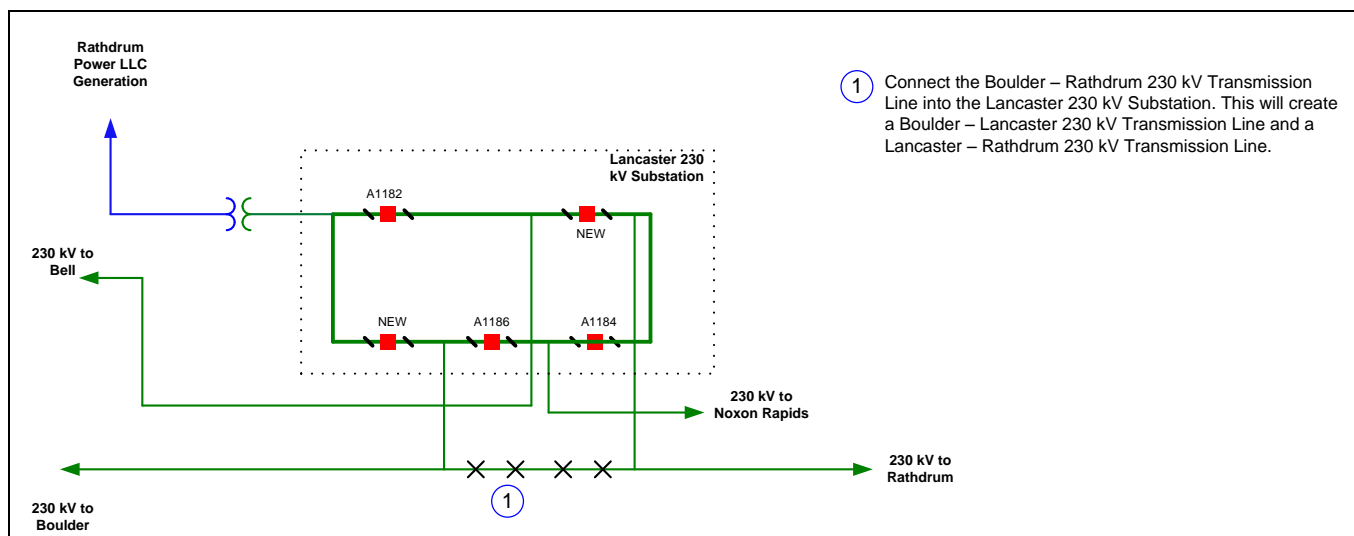 Rathdrum
Power LLC
Generation
1
Connect the Boulder – Rathdrum 230 kV Transmission
Line into the Lancaster 230 kV Substation. This will create
a Boulder – Lancaster 230 kV Transmission Line and a
Lancaster – Rathdrum 230 kV Transmission Line.
Lancaster 230
kV Substation
A1182
NEW
230 kV to
Bell
NEW
A1186
A1184
230 kV to
Noxon Rapids
230 kV to
Rathdrum
1
230 kV to
Boulder